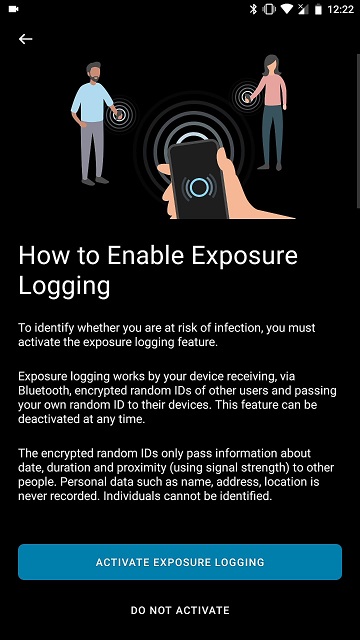 12:22
How to Enable Exposure
Logging
To identify whether you are at risk of infection, you must
activate the exposure logging feature.
Exposure logging works by your device receiving, via
Bluetooth, encrypted random IDs of other users and passing
your own random ID to their devices. This feature can be
deactivated at any time.
The encrypted random IDs only pass information about
date, duration and proximity (using signal strength) to other
people. Personal data such as name, address, location is
never recorded. Individuals cannot be identified.
ACTIVATE EXPOSURE LOGGING
DO NOT ACTIVATE